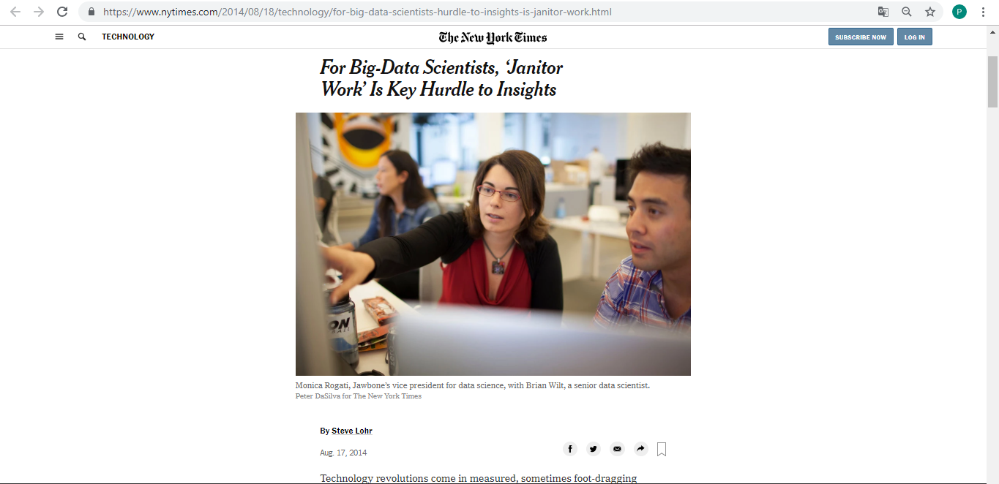 https://www.nytimes.com/2014/08/18/technology/for-big-data-scientists-hurdle-to-insights-is-janitor-work.html
P
TECHNOLOGY
The New York Times
SUBSCRIBE NOW
LOG IN
For Big-Data Scientists, ‘Janitor
Work’ Is Key Hurdle to Insights
Monica Rogati, Jawbone's vice president for data science, with Brian Wilt, a senior data scientist.
Peter DaSilva for The New York Times
By Steve Lohr
Aug. 17, 2014
Technology revolutions come in measured, sometimes foot-dragging